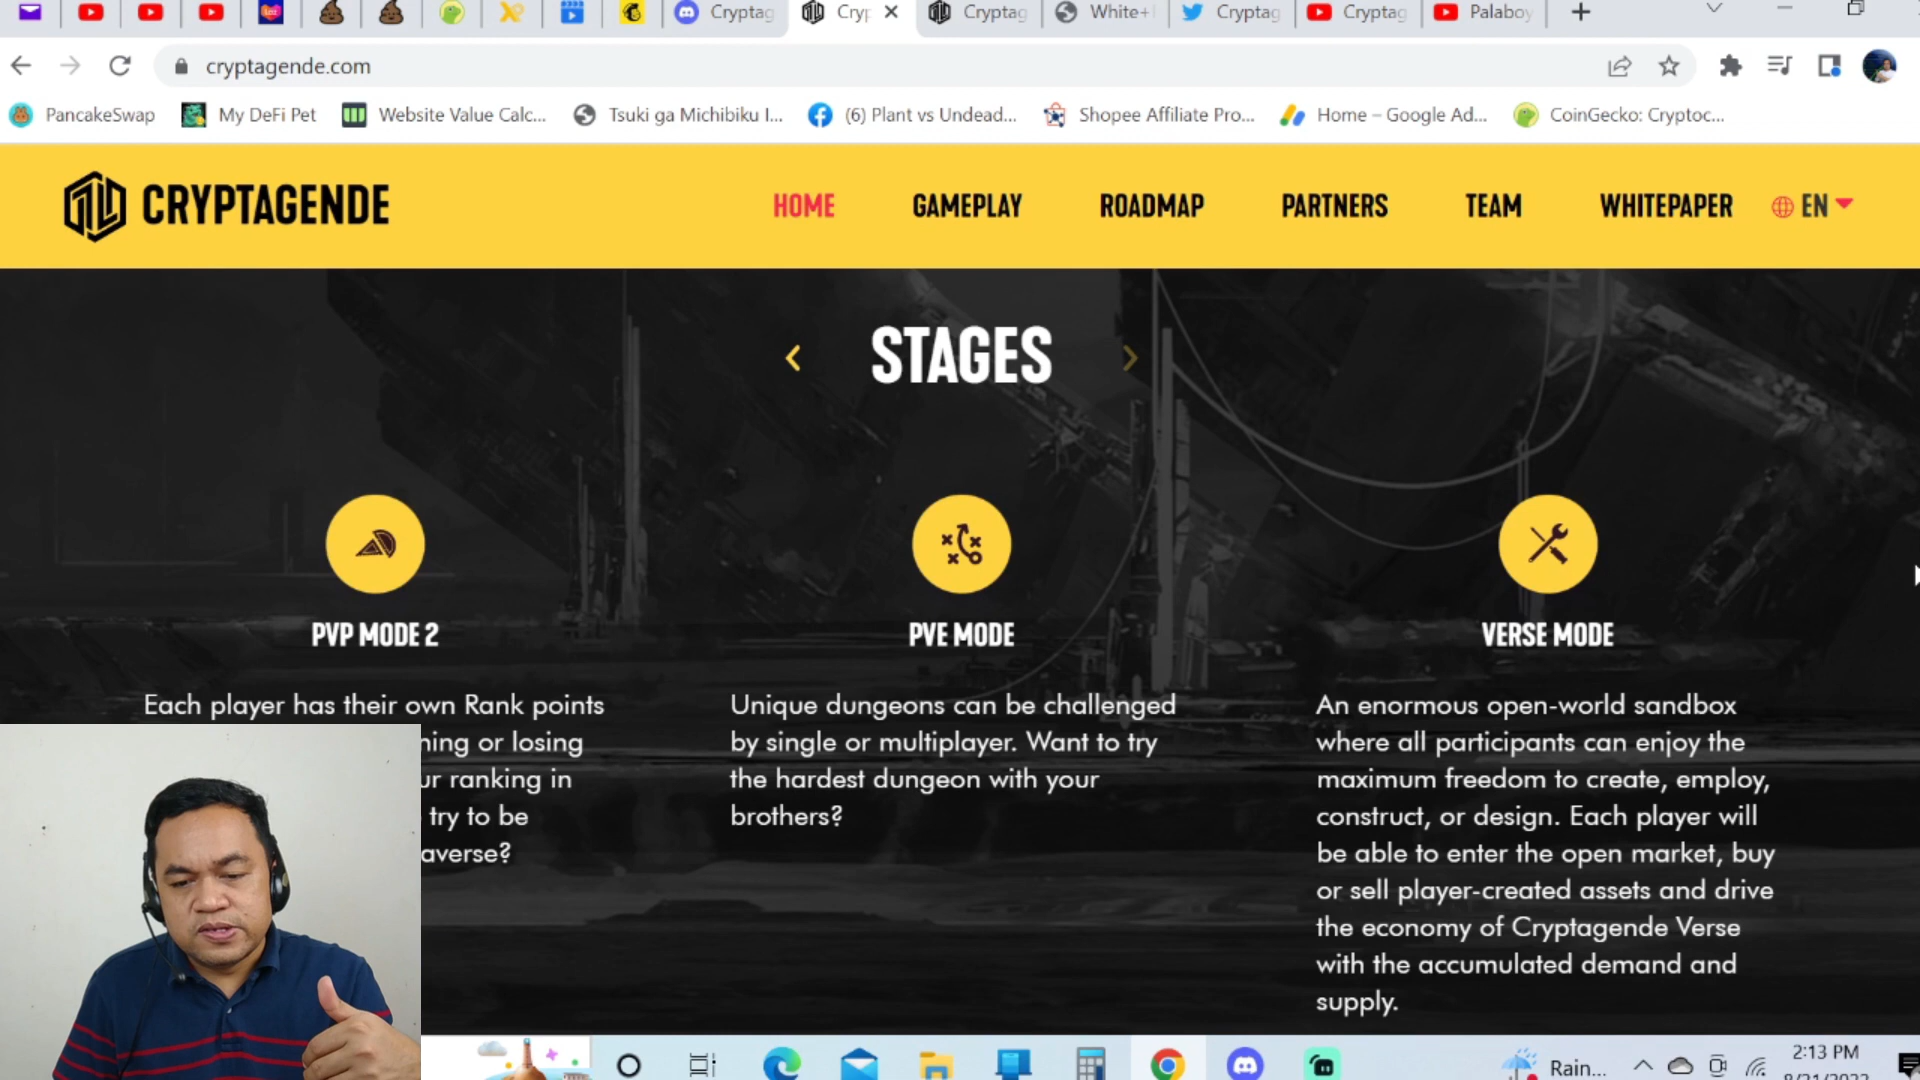 Cryptag
Cryp
Cryptag
White+
Cryptag
Cryptag
Palaboy
cryptagende.com
PancakeSwap
My DeFi Pet
Website Value Calc...
Tsuki ga Michibiku I...
(6) Plant vs Undead...
Shopee Affiliate Pro...
Home – Google Ad...
CoinGecko: Cryptoc...
CRYPTAGENDE
HOME
GAMEPLAY
ROADMAP
PARTNERS
TEAM
WHITEPAPER
EN
STAGES
PVP MODE 2
Each player has their own Rank points
ning or losing
ur ranking in
try to be
averse?
PVE MODE
Unique dungeons can be challenged
by single or multiplayer. Want to try
the hardest dungeon with your
brothers?
VERSE MODE
An enormous open-world sandbox
where all participants can enjoy the
maximum freedom to create, employ,
construct, or design. Each player will
be able to enter the open market, buy
or sell player-created assets and drive
the economy of Cryptagende Verse
with the accumulated demand and
supply.
Rain...
2:13 PM